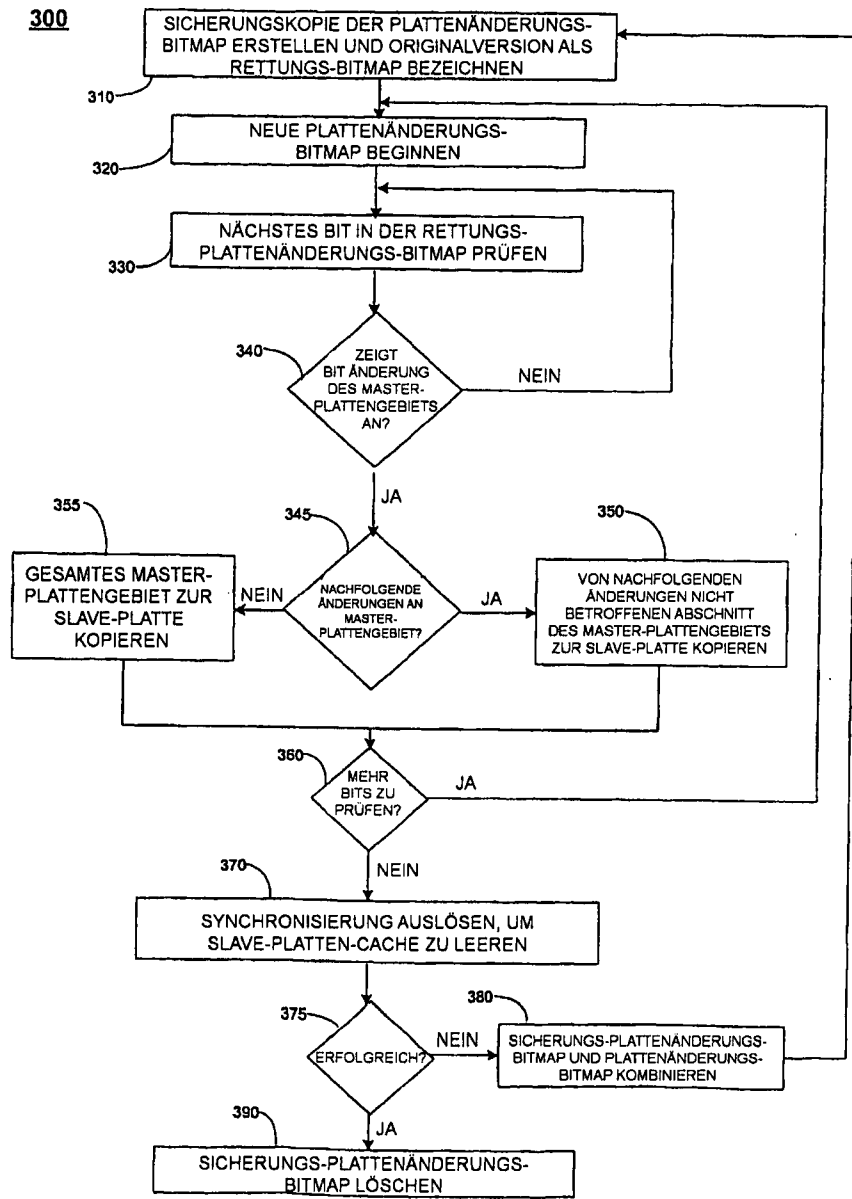 300
SICHERUNGSKOPIE DER PLATTENÄNDERUNGS-
BITMAP ERSTELLEN UND ORIGINALVERSION ALS
RETTUNGS-BITMAP BEZEICHNEN
310
NEUE PLATTENÄNDERUNGS-
BITMAP BEGINNEN
320
NÄCHSTES BIT IN DER RETTUNGS-
PLATTENÄNDERUNGS-BITMAP PRÜFEN
330
340
ZEIGT
BIT ÄNDERUNG
DES MASTER-
PLATTENGEBIETS
AN?
NEIN
JA
355
345
350
GESAMTES MASTER-
PLATTENGEBIET ZUR
SLAVE-PLATTE
KOPIEREN
NEIN
NACHFOLGENDE
ÄNDERUNGEN AN
MASTER-
PLATTENGEBIET?
JA
VON NACHFOLGENDEN
ÄNDERUNGEN NICHT
BETROFFENEN ABSCHNITT
DES MASTER-PLATTENGEBIETS
ZUR SLAVE-PLATTE KOPIEREN
360
MEHR
BITS ZU
PRÜFEN?
JA
NEIN
370
SYNCHRONISIERUNG AUSLÖSEN, UM
SLAVE-PLATTEN-CACHE ZU LEEREN
375
ERFOLGREICH?
NEIN
380
SICHERUNGS-PLATTENÄNDERUNGS-
BITMAP UND PLATTENÄNDERUNGS-
BITMAP KOMBINIEREN
JA
390
SICHERUNGS-PLATTENÄNDERUNGS-
BITMAP LÖSCHEN